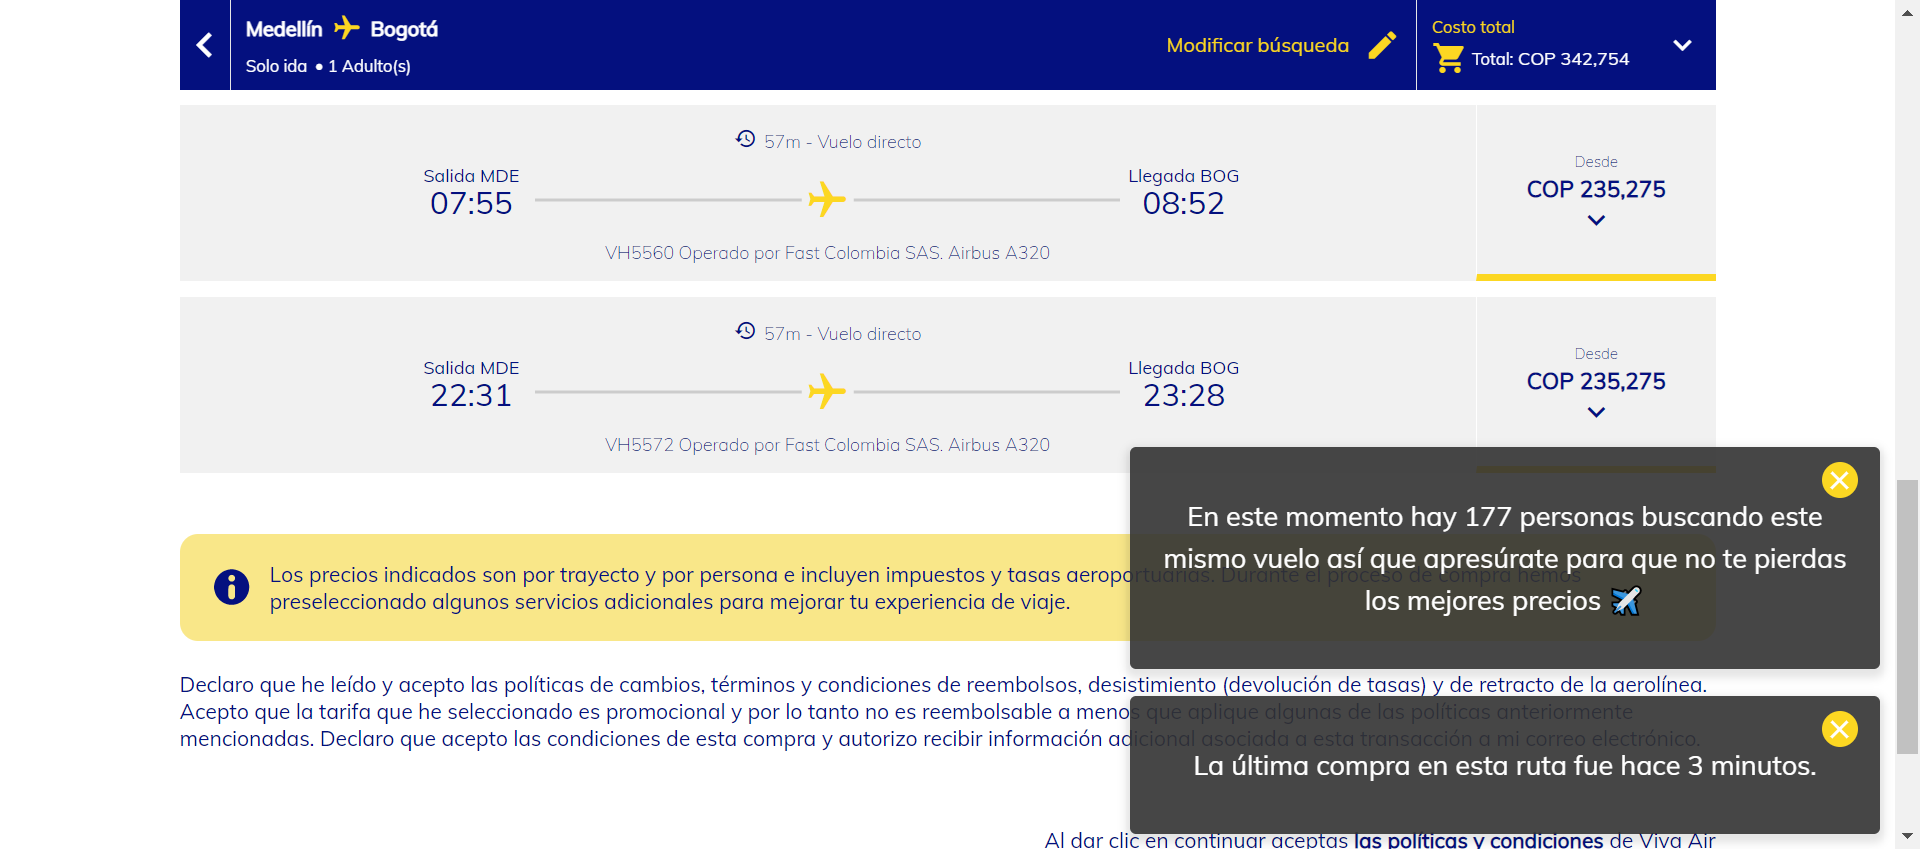 Medellín Bogotá
Solo ida • 1 Adulto(s)
Modificar búsqueda
Costo total
Total: COP 342,754
57m - Vuelo directo
Salida MDE
07:55
Llegada BOG
08:52
VH5560 Operado por Fast Colombia SAS. Airbus A320
Desde
COP 235,275
57m - Vuelo directo
Salida MDE
22:31
Llegada BOG
23:28
VH5572 Operado por Fast Colombia SAS. Airbus A320
Desde
COP 235,275
Los precios indicados son por trayecto y por persona e incluyen impuestos y tasas aeroportuarias. Durante el proceso de compra hemos
preseleccionado algunos servicios adicionales para mejorar tu experiencia de viaje.
En este momento hay 177 personas buscando este
mismo vuelo así que apresúrate para que no te pierdas
los mejores precios
Declaro que he leído y acepto las políticas de cambios, términos y condiciones de reembolsos, desistimiento (devolución de tasas) y de retracto de la aerolínea.
Acepto que la tarifa que he seleccionado es promocional y por lo tanto no es reembolsable a menos que aplique algunas de las políticas anteriormente
mencionadas. Declaro que acepto las condiciones de esta compra y autorizo recibir información adicional asociada a esta transacción a mi correo electrónico.
La última compra en esta ruta fue hace 3 minutos.
Al dar clic en continuar aceptas las políticas y condiciones de Viva Air